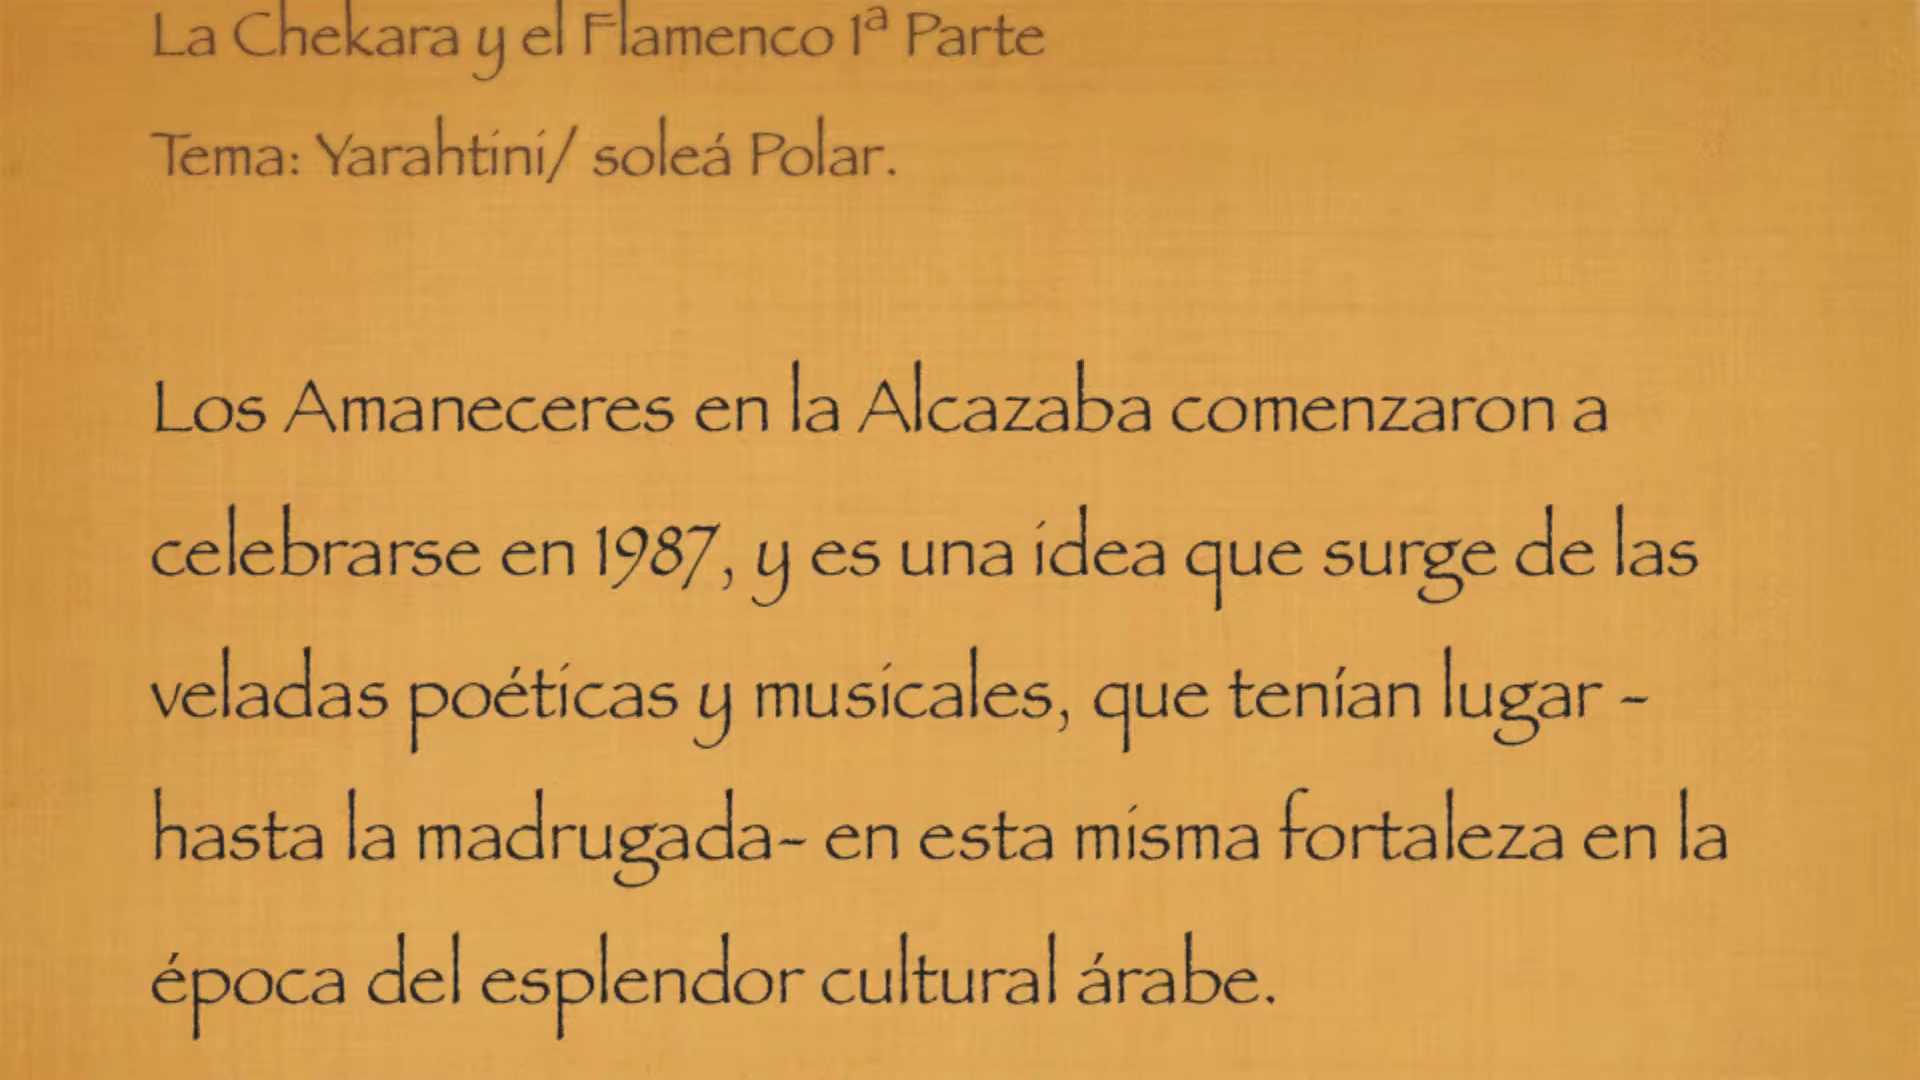 La Chekara y el Flamenco 1ª Parte
Tema: Yarahtini/ soleá Polar.
Los Amaneceres en la Alcazaba comenzaron a
celebrarse en 1987, y es una idea que surge de las
veladas poéticas y musicales, que tenían lugar -
hasta la madrugada- en esta misma fortaleza en la
época del esplendor cultural árabe.